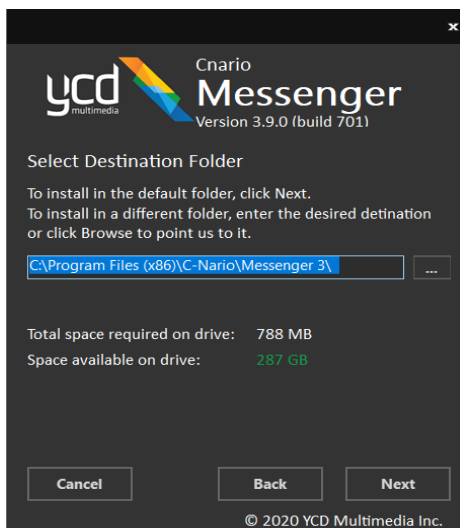 x
ycd
multimedia
Cnario
Messenger
Version 3.9.0 (build 701)
Select Destination Folder
To install in the default folder, click Next.
To install in a different folder, enter the desired detination
or click Browse to point us to it.
C:\Program Files (x86)\C-Nario\Messenger 3\
...
Total space required on drive: 788 MB
Space available on drive: 287 GB
Cancel Back Next
© 2020 YCD Multimedia Inc.